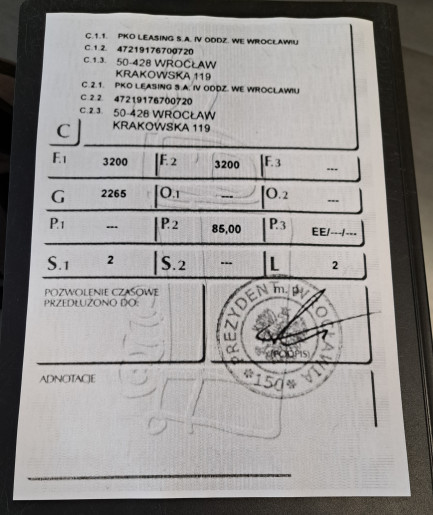 C.1.1. PKO LEASING S.A. IV ODDZ. WE WROCŁAWIU
C.1.2. 47219176700720
C.1.3. 50-428 WROCŁAW
KRAKOWSKA 119
C.2.1. PKO LEASING S.A. IV ODDZ. WE WROCŁAWIU
C.2.2. 47219176700720
C.2.3. 50-428 WROCŁAW
KRAKOWSKA 119
C
F.1 3200 F.2 3200 F.3 ---
G 2265 O.1 --- O.2 ---
P.1 --- P.2 85,00 P.3 EE/---/---
S.1 2 S.2 --- L 2
POZWOLENIE CZASOWE
PRZEDŁUŻONO DO:
m. p.
PREZYDENT WROCŁAWIA
*150*
(PODPIS)
ADNOTACJE